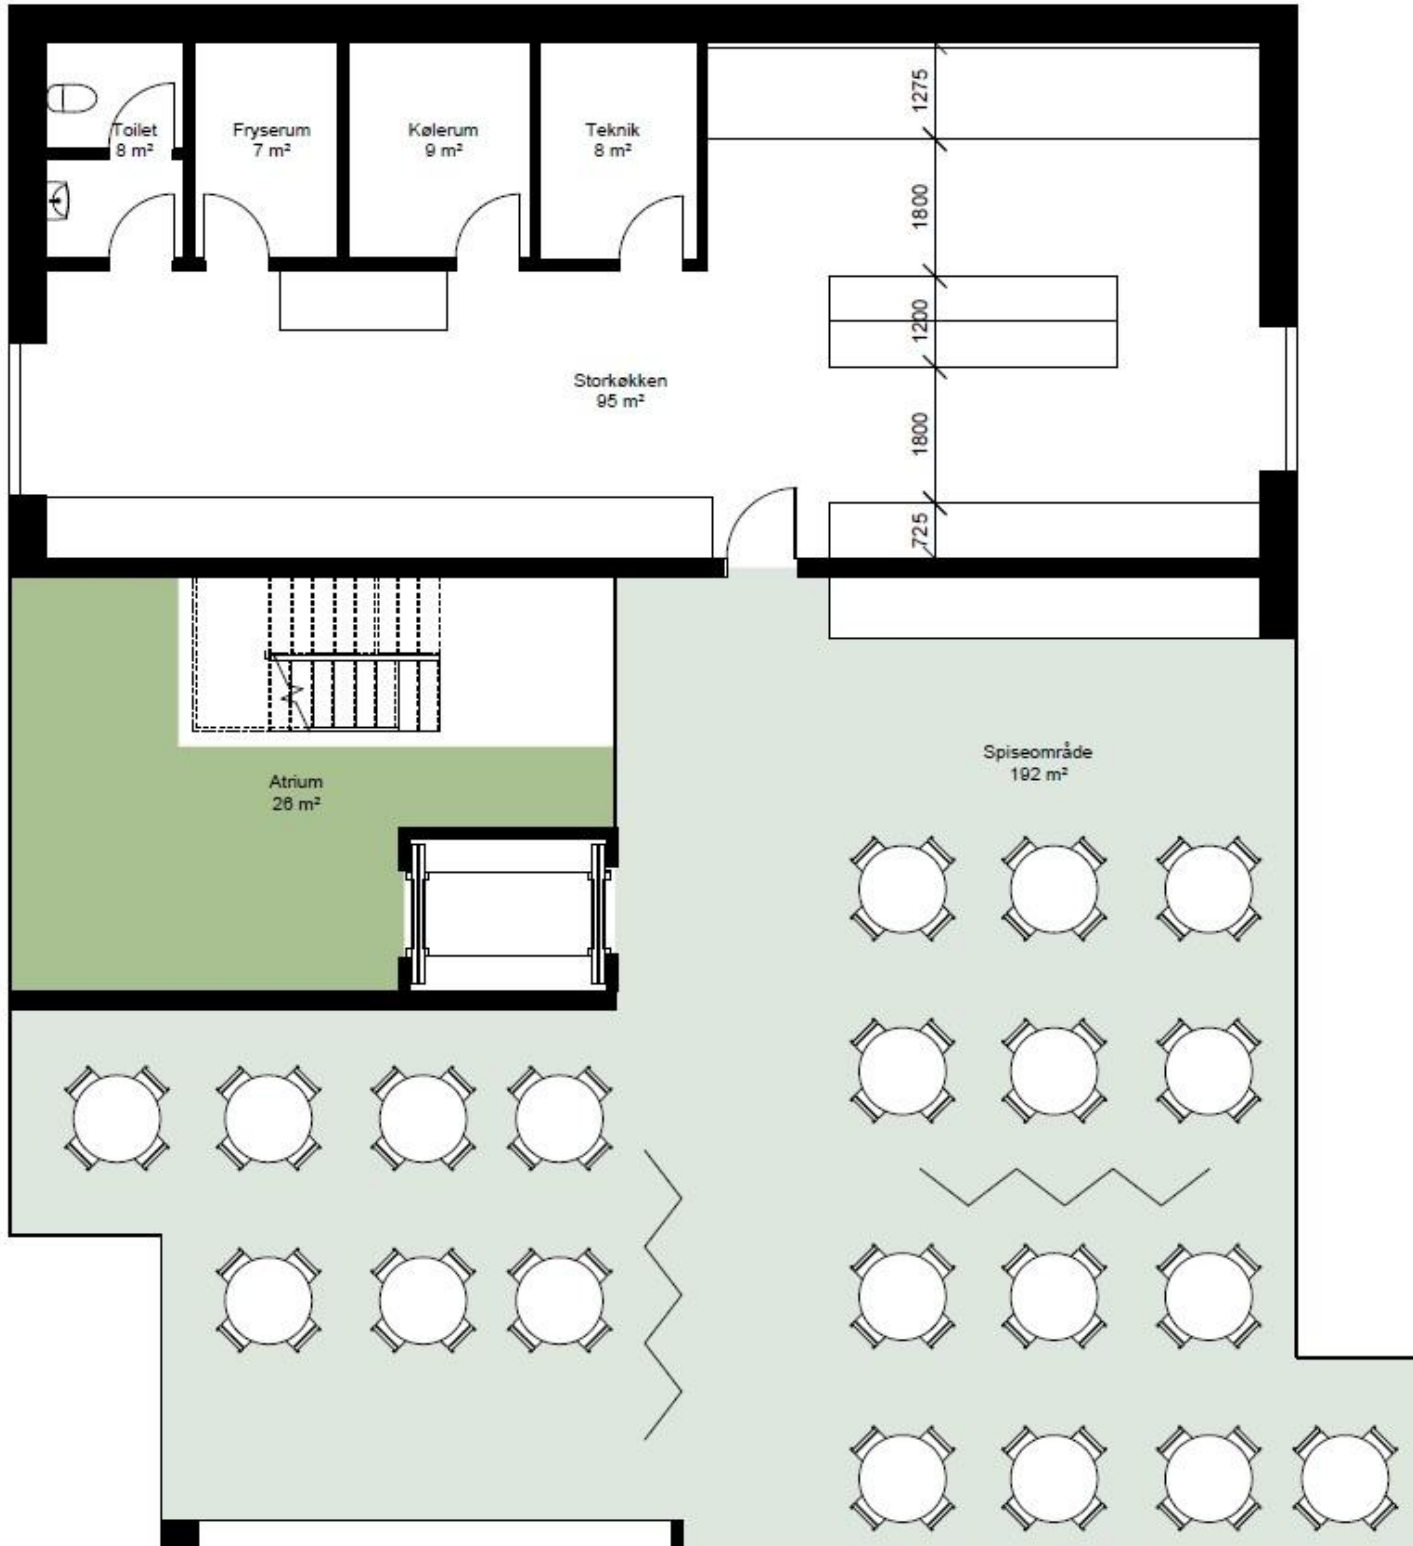 Toilet
8 m²
Fryserum
7 m²
Kølerum
9 m²
Teknik
8 m²
1275
1800
1200
1800
725
Storkøkken
95 m²
Atrium
26 m²
Spiseområde
192 m²